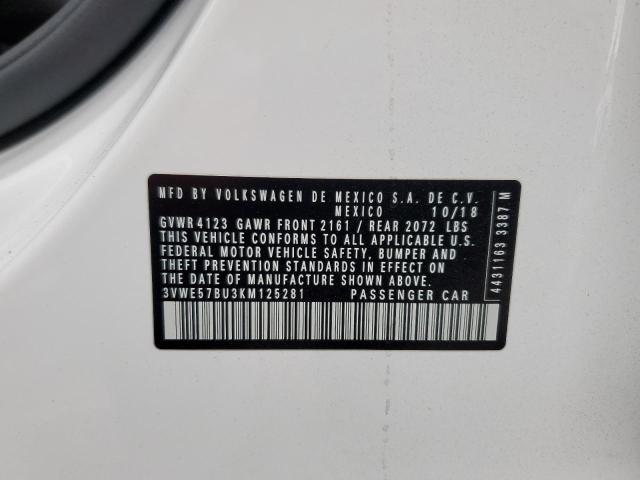 MFD BY VOLKSWAGEN DE MEXICO S.A. DE C.V.
MEXICO 10/18
GVWR 4123 GAWR FRONT 2161 / REAR 2072 LBS
THIS VEHICLE CONFORMS TO ALL APPLICABLE U.S.
FEDERAL MOTOR VEHICLE SAFETY, BUMPER AND
THEFT PREVENTION STANDARDS IN EFFECT ON
THE DATE OF MANUFACTURE SHOWN ABOVE.
3VWE57BU3KM125281 PASSENGER CAR
4431163 3387 M